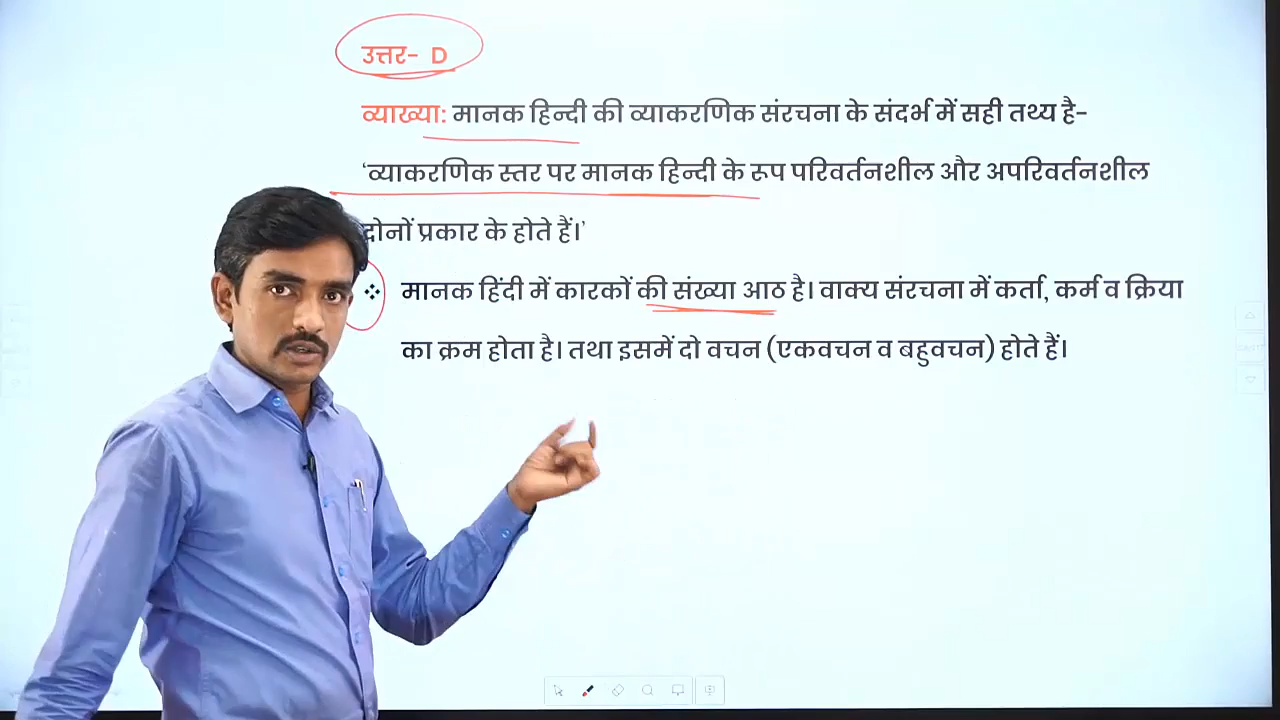 उत्तर- D
व्याख्या: मानक हिन्दी की व्याकरणिक संरचना के संदर्भ में सही तथ्य है-
'व्याकरणिक स्तर पर मानक हिन्दी के रूप परिवर्तनशील और अपरिवर्तनशील
दोनों प्रकार के होते हैं।'
❖ मानक हिंदी में कारकों की संख्या आठ है। वाक्य संरचना में कर्ता, कर्म व क्रिया
का क्रम होता है। तथा इसमें दो वचन (एकवचन व बहुवचन) होते हैं।